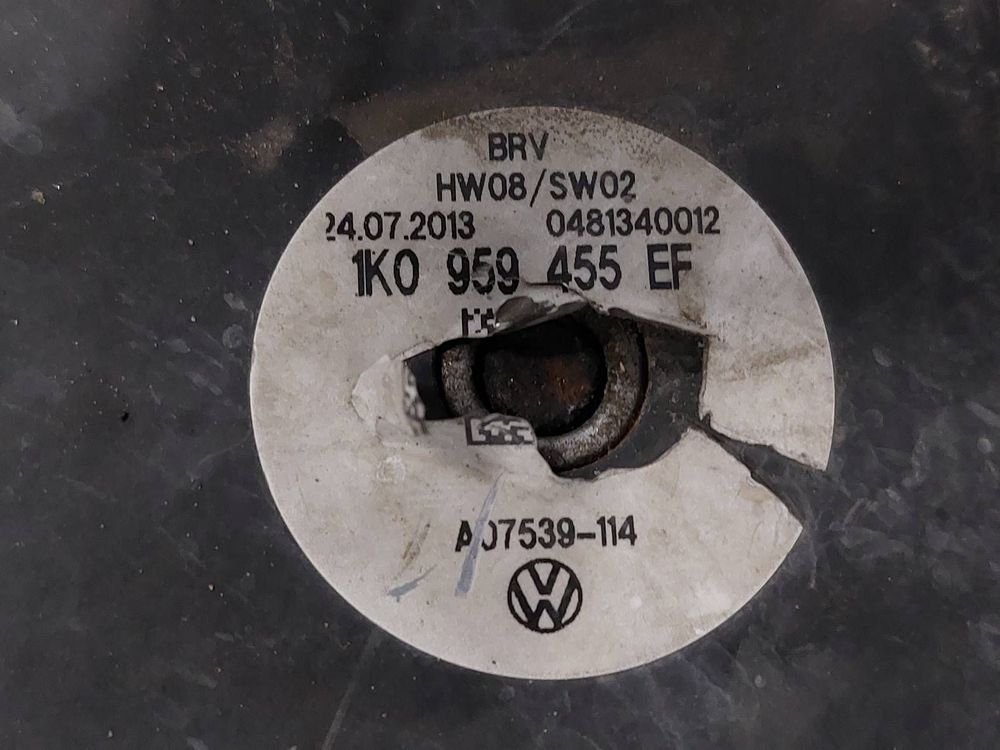 BRV
HW08/SW02
24.07.2013 0481340012
1K0 959 455 EF
A07539-114